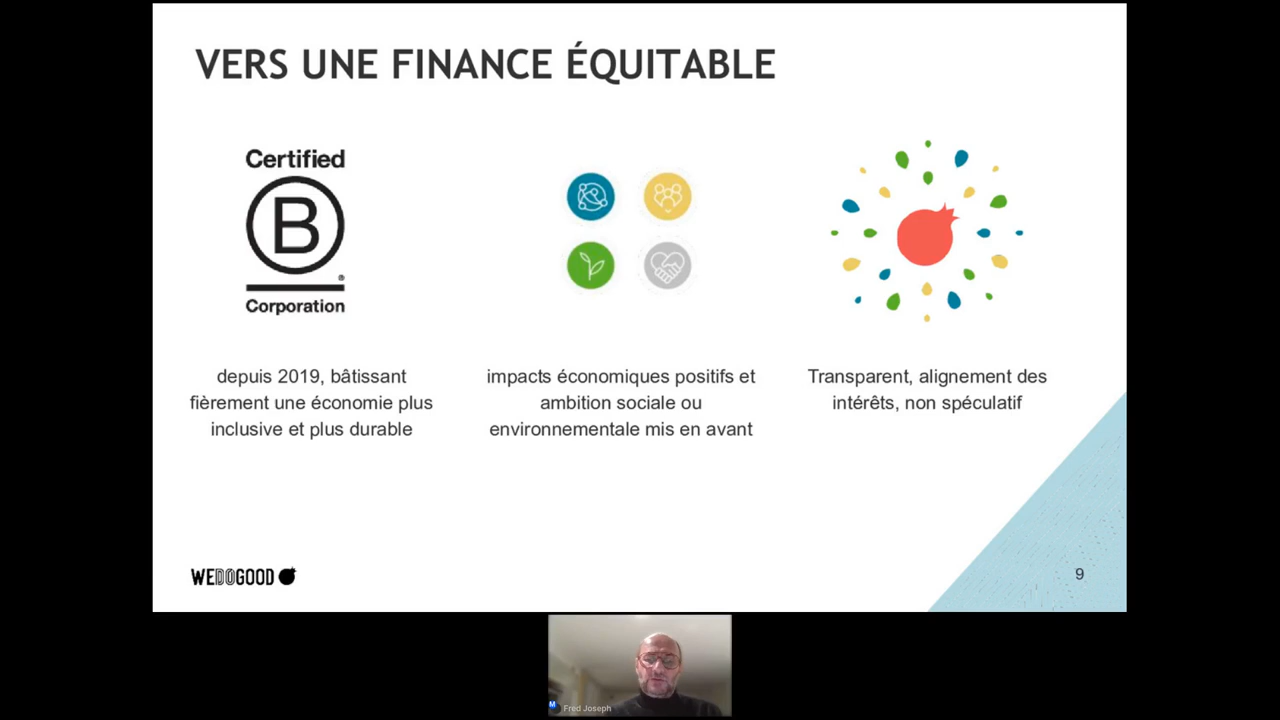 VERS UNE FINANCE ÉQUITABLE
Certified
B
®
Corporation
depuis 2019, bâtissant
fièrement une économie plus
inclusive et plus durable
impacts économiques positifs et
ambition sociale ou
environnementale mis en avant
Transparent, alignement des
intérêts, non spéculatif
WEDOGOOD
9
M
Fred Joseph